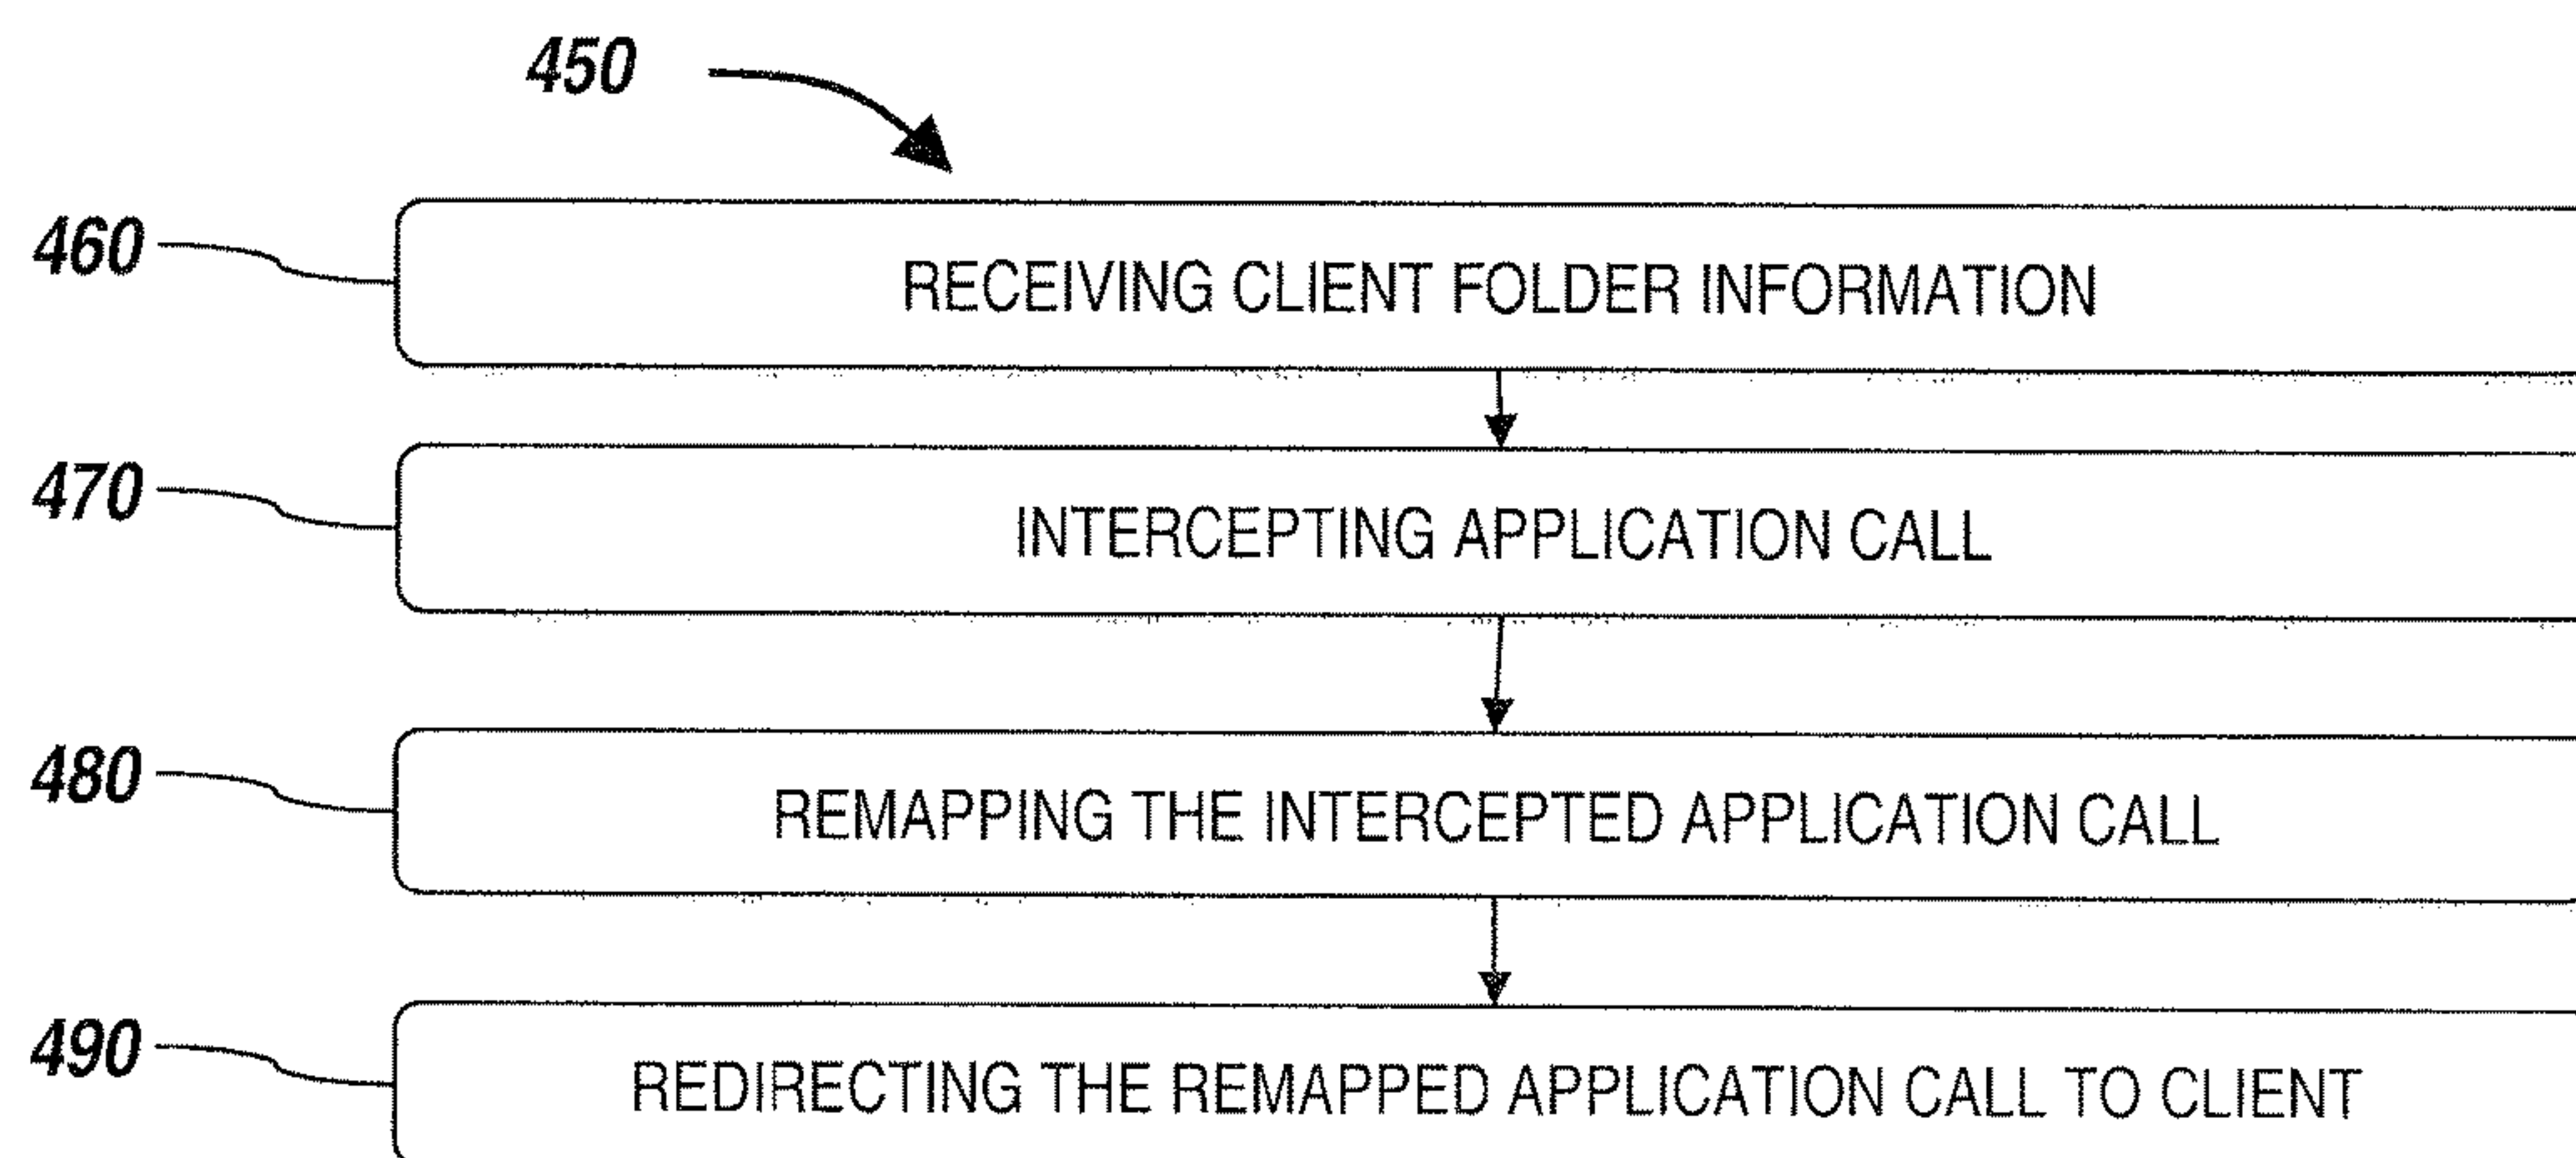 450
460 RECEIVING CLIENT FOLDER INFORMATION
470 INTERCEPTING APPLICATION CALL
480 REMAPPING THE INTERCEPTED APPLICATION CALL
490 REDIRECTING THE REMAPPED APPLICATION CALL TO CLIENT